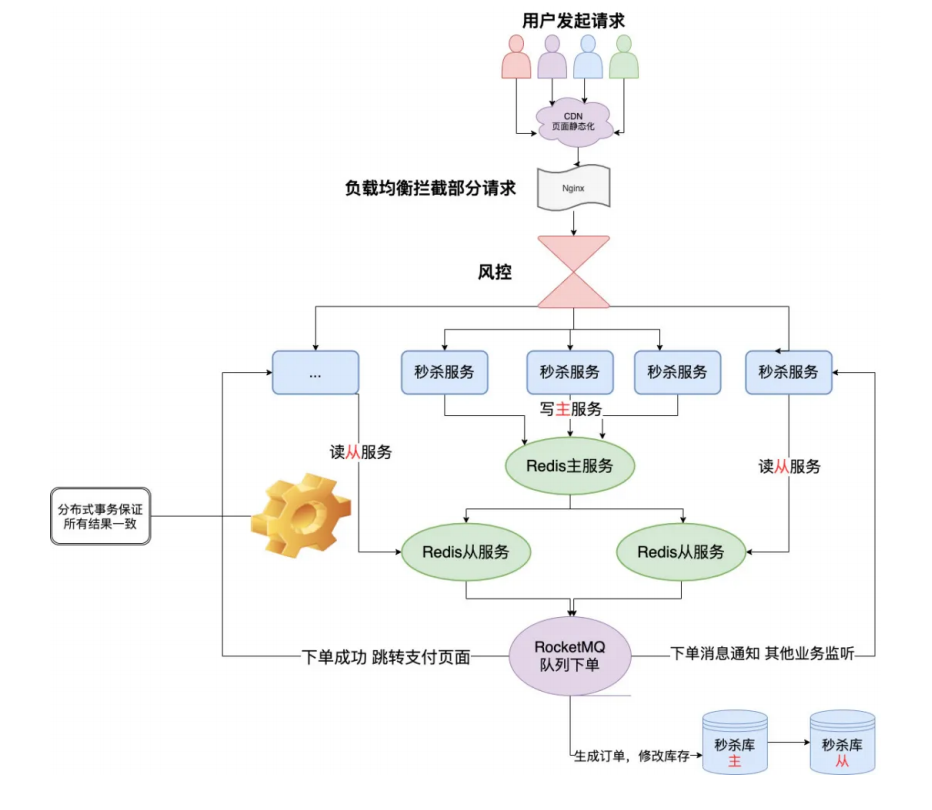 用户发起请求
CDN
页面静态化
负载均衡拦截部分请求
Nginx
风控
...
秒杀服务
秒杀服务
秒杀服务
秒杀服务
写主服务
读从服务
读从服务
Redis主服务
分布式事务保证
所有结果一致
Redis从服务
Redis从服务
下单成功 跳转支付页面
RocketMQ
队列下单
下单消息通知 其他业务监听
生成订单，修改库存
秒杀库
主
秒杀库
从